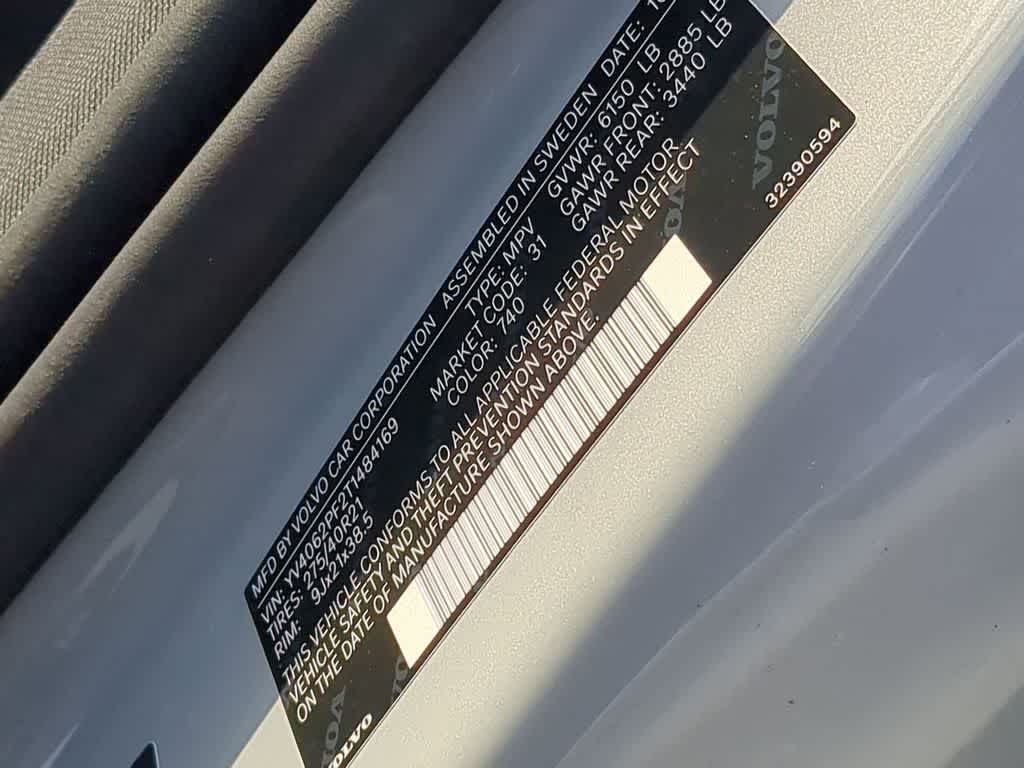 MFD BY VOLVO CAR CORPORATION ASSEMBLED IN SWEDEN DATE:
VIN: YV4062PF2T1484169 TYPE: MPV GVWR: 6150 LB
TIRES: 275/40R21 MARKET CODE: 31 GAWR FRONT: 2885 LB
RIM: 9Jx21x38.5 COLOR: 740 GAWR REAR: 3440 LB
THIS VEHICLE CONFORMS TO ALL APPLICABLE FEDERAL MOTOR
VEHICLE SAFETY AND THEFT PREVENTION STANDARDS IN EFFECT
ON THE DATE OF MANUFACTURE SHOWN ABOVE.
VOLVO
VOLVO
32390594